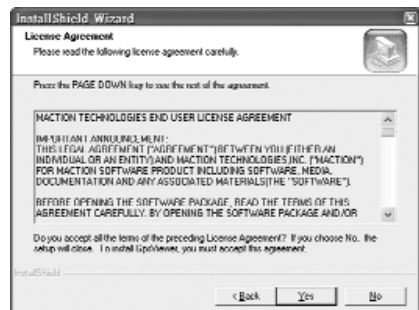 InstallShield Wizard
License Agreement
Please read the following license agreement carefully.
Press the PAGE DOWN key to see the rest of the agreement.
MACTION TECHNOLOGIES END USER LICENSE AGREEMENT
IMPORTANT ANNOUNCEMENT:
THIS LEGAL AGREEMENT ("AGREEMENT") BETWEEN YOU (EITHER AN
INDIVIDUAL OR AN ENTITY) AND MACTION TECHNOLOGIES, INC. ("MACTION")
FOR MACTION SOFTWARE PRODUCT INCLUDING SOFTWARE, MEDIA,
DOCUMENTATION AND ANY ASSOCIATED MATERIALS(THE "SOFTWARE").
BEFORE OPENING THE SOFTWARE PACKAGE, READ THE TERMS OF THIS
AGREEMENT CAREFULLY. BY OPENING THE SOFTWARE PACKAGE AND/OR
Do you accept all the terms of the preceding License Agreement? If you choose No, the
setup will close. To install GpsViewer, you must accept this agreement.
InstallShield
< Back Yes No